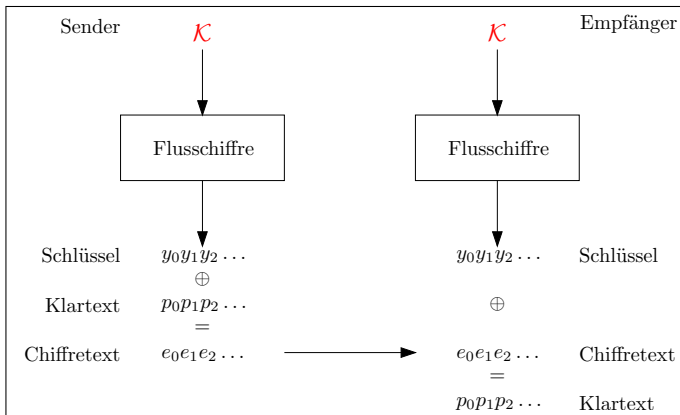 Sender 𝒦 𝒦 Empfänger
Flusschiffre Flusschiffre
Schlüssel y₀y₁y₂ … y₀y₁y₂ … Schlüssel
⊕
Klartext p₀p₁p₂ … ⊕
=
Chiffretext e₀e₁e₂ … e₀e₁e₂ … Chiffretext
=
p₀p₁p₂ … Klartext